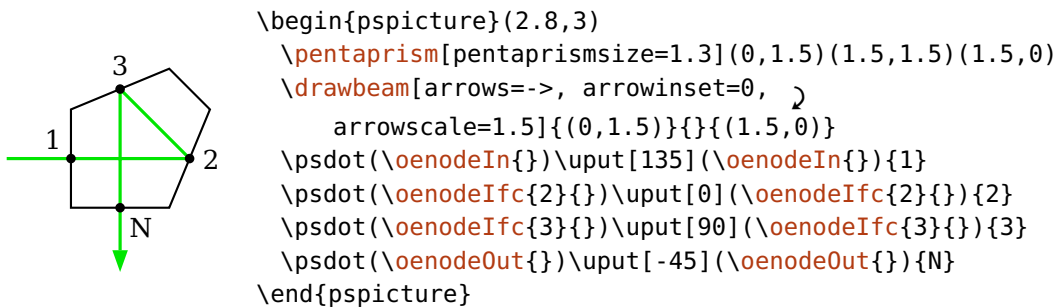 3
1
2
N
\begin{pspicture}(2.8,3)
\pentaprism[pentaprismsize=1.3](0,1.5)(1.5,1.5)(1.5,0)
\drawbeam[arrows=->, arrowinset=0,
arrowscale=1.5]{(0,1.5)}{}{(1.5,0)}
\psdot(\oenodeIn{})\uput[135](\oenodeIn{}){1}
\psdot(\oenodeIfc{2}{})\uput[0](\oenodeIfc{2}{}){2}
\psdot(\oenodeIfc{3}{})\uput[90](\oenodeIfc{3}{}){3}
\psdot(\oenodeOut{})\uput[-45](\oenodeOut{}){N}
\end{pspicture}